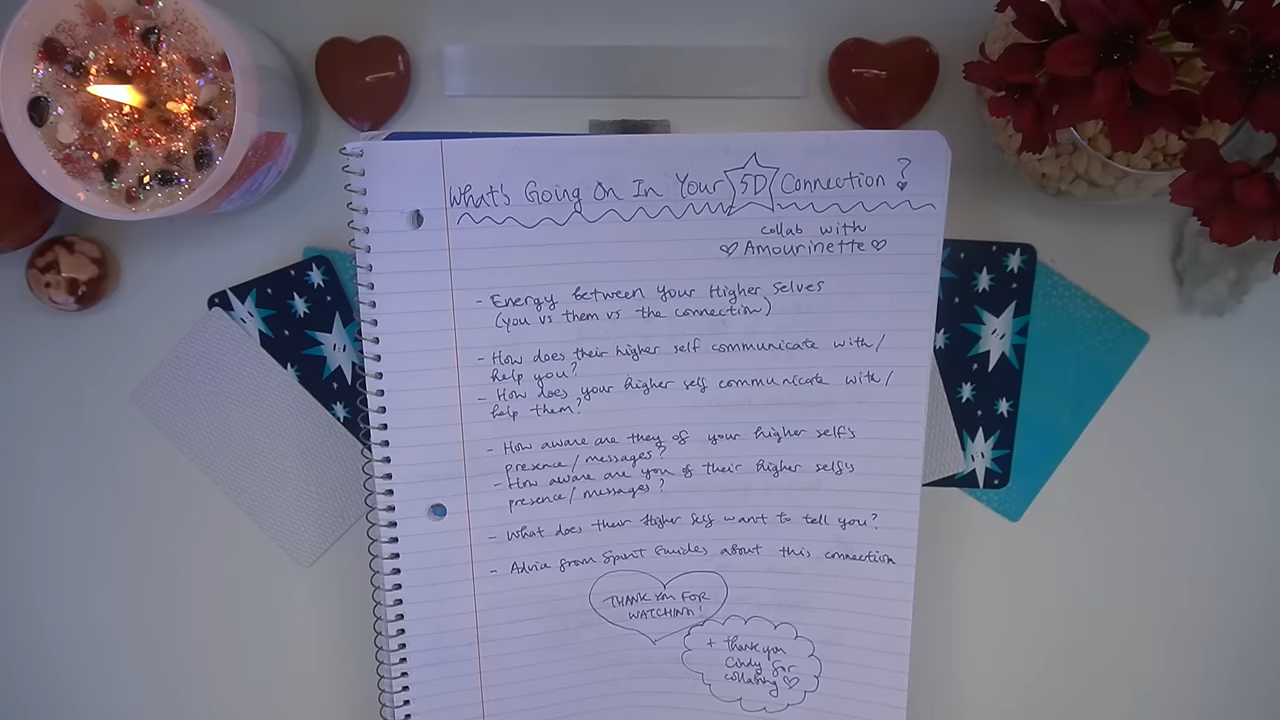 What's Going On In Your 5D Connection?
collab with
♡ Amourinette ♡
- Energy between your Higher selves
(you vs them vs the connection)
- How does their higher self communicate with/
help you?
- How does your higher self communicate with/
help them?
- How aware are they of your higher self's
presence/messages?
- How aware are you of their higher self's
presence/messages?
- What does their Higher Self want to tell you?
- Advice from Spirit Guides about this connection
THANK YOU FOR
WATCHING!
+ thank you
Cindy for
collabing ♡